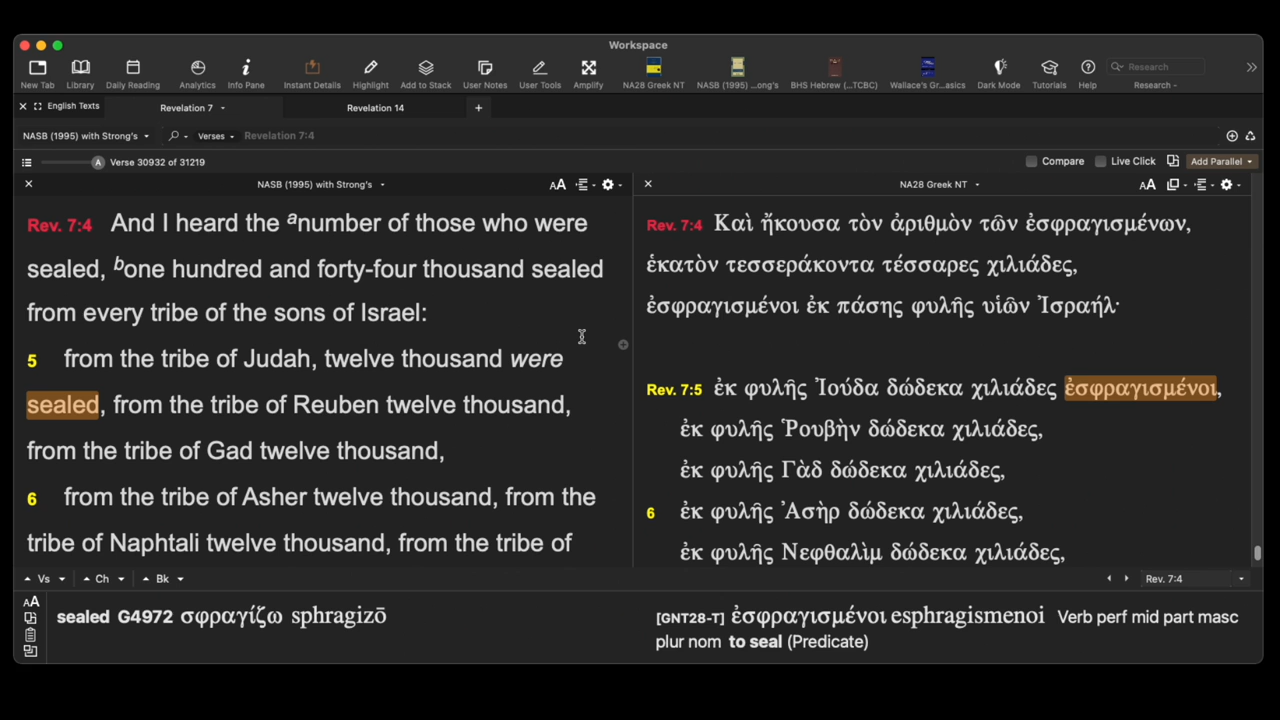 Workspace
New Tab Library Daily Reading Analytics Info Pane Instant Details Highlight Add to Stack User Notes User Tools Amplify NA28 Greek NT NASB (1995) ...ong's BHS Hebrew (...TCBC) Wallace's Gr...asics Dark Mode Tutorials Help Research
Research
English Texts Revelation 7 Revelation 14 +
NASB (1995) with Strong's Verses Revelation 7:4
A Verse 30932 of 31219 Compare Live Click Add Parallel
NASB (1995) with Strong's AA
Rev. 7:4 And I heard the ᵃnumber of those who were
sealed, ᵇone hundred and forty-four thousand sealed
from every tribe of the sons of Israel:
5 from the tribe of Judah, twelve thousand were
sealed, from the tribe of Reuben twelve thousand,
from the tribe of Gad twelve thousand,
6 from the tribe of Asher twelve thousand, from the
tribe of Naphtali twelve thousand, from the tribe of
NA28 Greek NT AA
Rev. 7:4 Καὶ ἤκουσα τὸν ἀριθμὸν τῶν ἐσφραγισμένων,
ἑκατὸν τεσσεράκοντα τέσσαρες χιλιάδες,
ἐσφραγισμένοι ἐκ πάσης φυλῆς υἱῶν Ἰσραήλ·
Rev. 7:5 ἐκ φυλῆς Ἰούδα δώδεκα χιλιάδες ἐσφραγισμένοι,
ἐκ φυλῆς Ῥουβὴν δώδεκα χιλιάδες,
ἐκ φυλῆς Γὰδ δώδεκα χιλιάδες,
6 ἐκ φυλῆς Ἀσὴρ δώδεκα χιλιάδες,
ἐκ φυλῆς Νεφθαλὶμ δώδεκα χιλιάδες,
Vs Ch Bk Rev. 7:4
AA
sealed G4972 σφραγίζω sphragizō
[GNT28-T] ἐσφραγισμένοι esphragismenoi Verb perf mid part masc
plur nom to seal (Predicate)